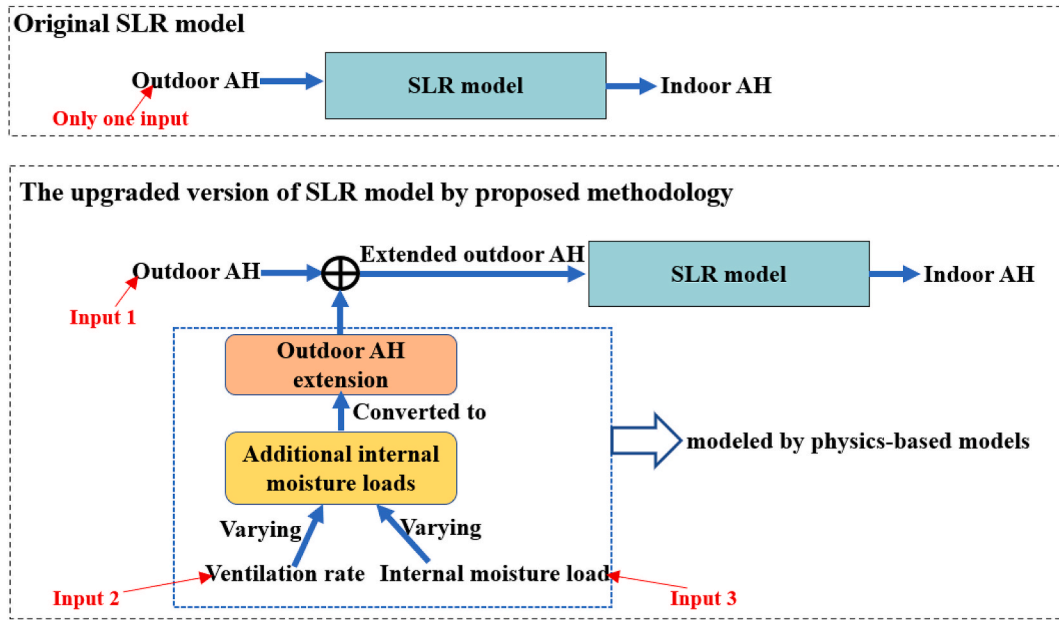 Original SLR model
Outdoor AH
SLR model
Indoor AH
Only one input
The upgraded version of SLR model by proposed methodology
Outdoor AH
Extended outdoor AH
SLR model
Indoor AH
Input 1
Outdoor AH
extension
Converted to
Additional internal
moisture loads
modeled by physics-based models
Varying
Varying
Ventilation rate
Internal moisture load
Input 2
Input 3